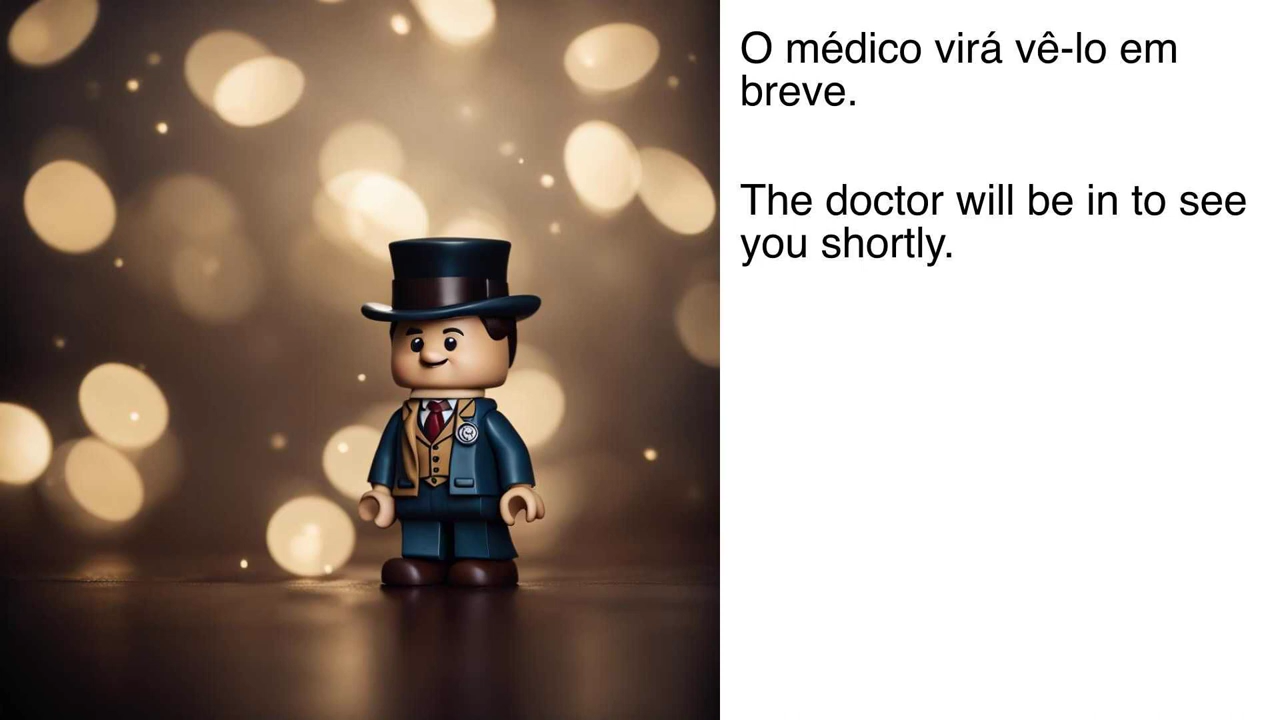 O médico virá vê-lo em
breve.
The doctor will be in to see
you shortly.